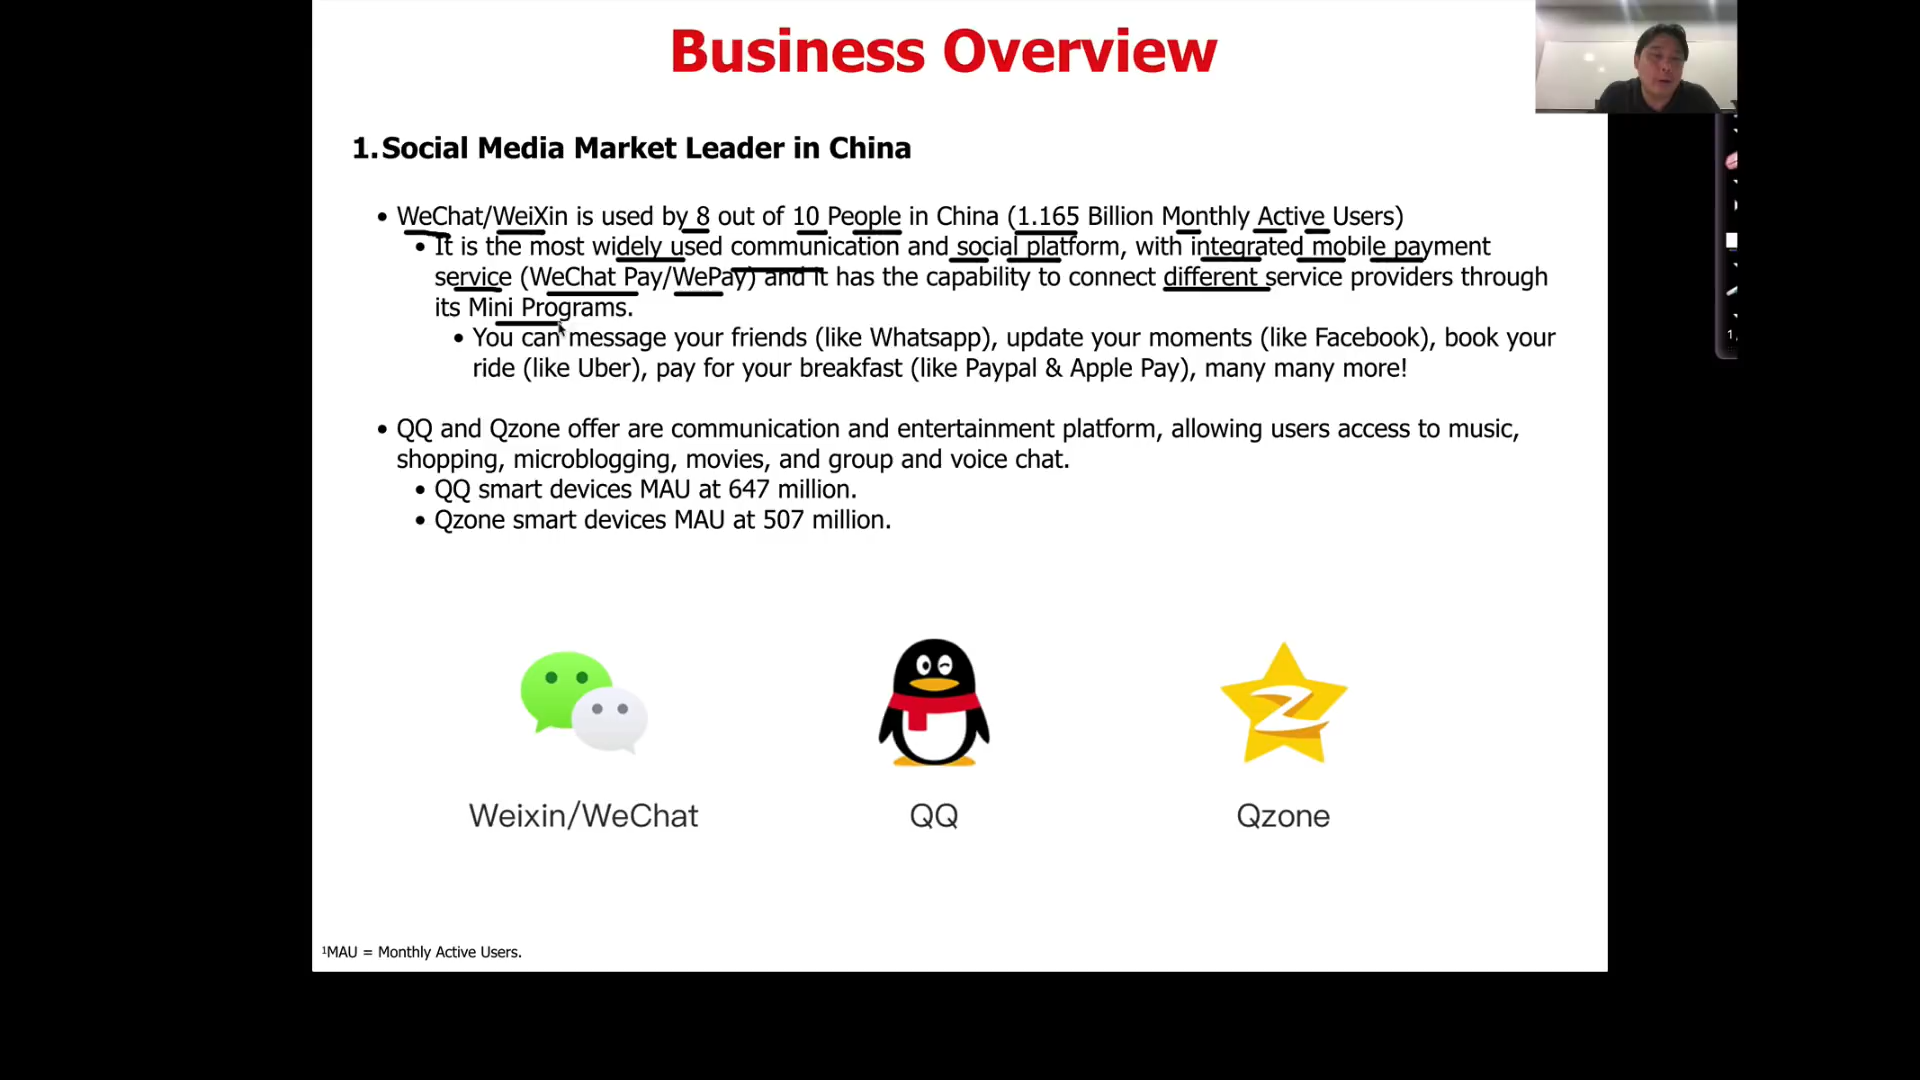 Business Overview
1. Social Media Market Leader in China
• WeChat/WeiXin is used by 8 out of 10 People in China (1.165 Billion Monthly Active Users)
• It is the most widely used communication and social platform, with integrated mobile payment
service (WeChat Pay/WePay) and it has the capability to connect different service providers through
its Mini Programs.
• You can message your friends (like Whatsapp), update your moments (like Facebook), book your
ride (like Uber), pay for your breakfast (like Paypal & Apple Pay), many many more!
• QQ and Qzone offer are communication and entertainment platform, allowing users access to music,
shopping, microblogging, movies, and group and voice chat.
• QQ smart devices MAU at 647 million.
• Qzone smart devices MAU at 507 million.
Weixin/WeChat
QQ
Qzone
¹MAU = Monthly Active Users.